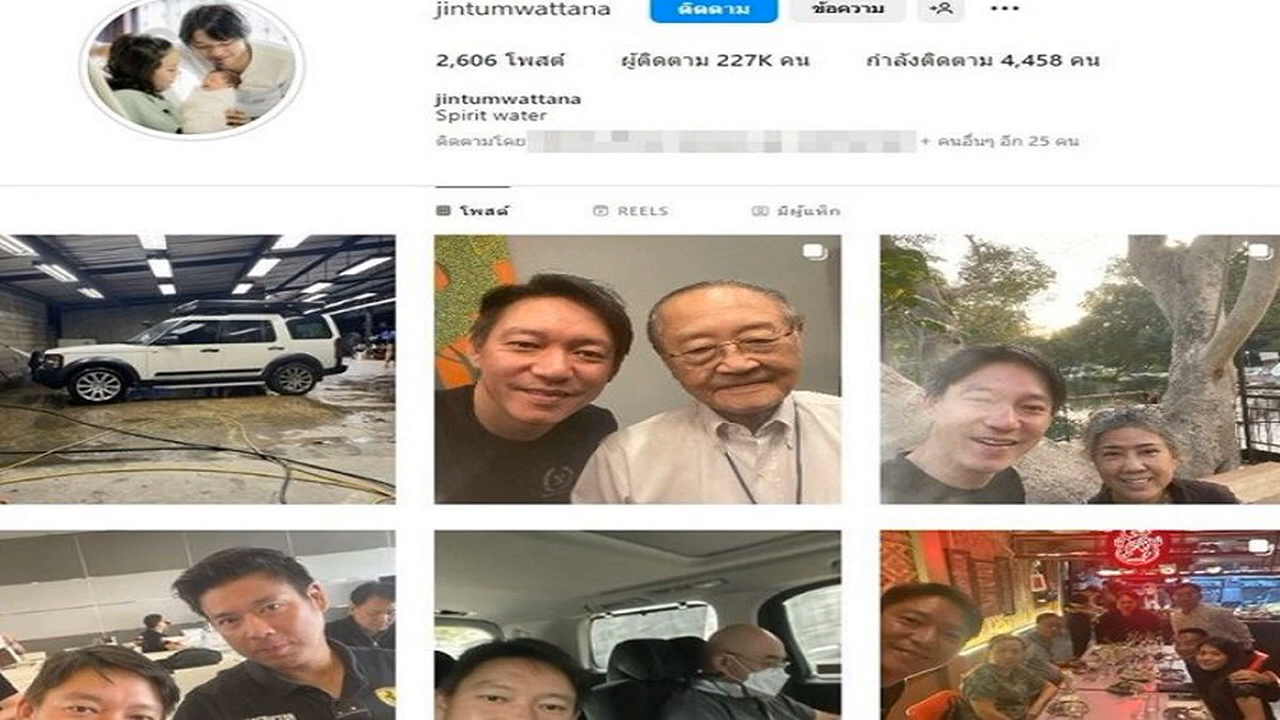 jintumwattana ติดตาม ข้อความ
2,606 โพสต์ ผู้ติดตาม 227K คน กำลังติดตาม 4,458 คน
jintumwattana
Spirit water
ติดตามโดย + คนอื่นๆ อีก 25 คน
โพสต์ REELS มีผู้แท็ก